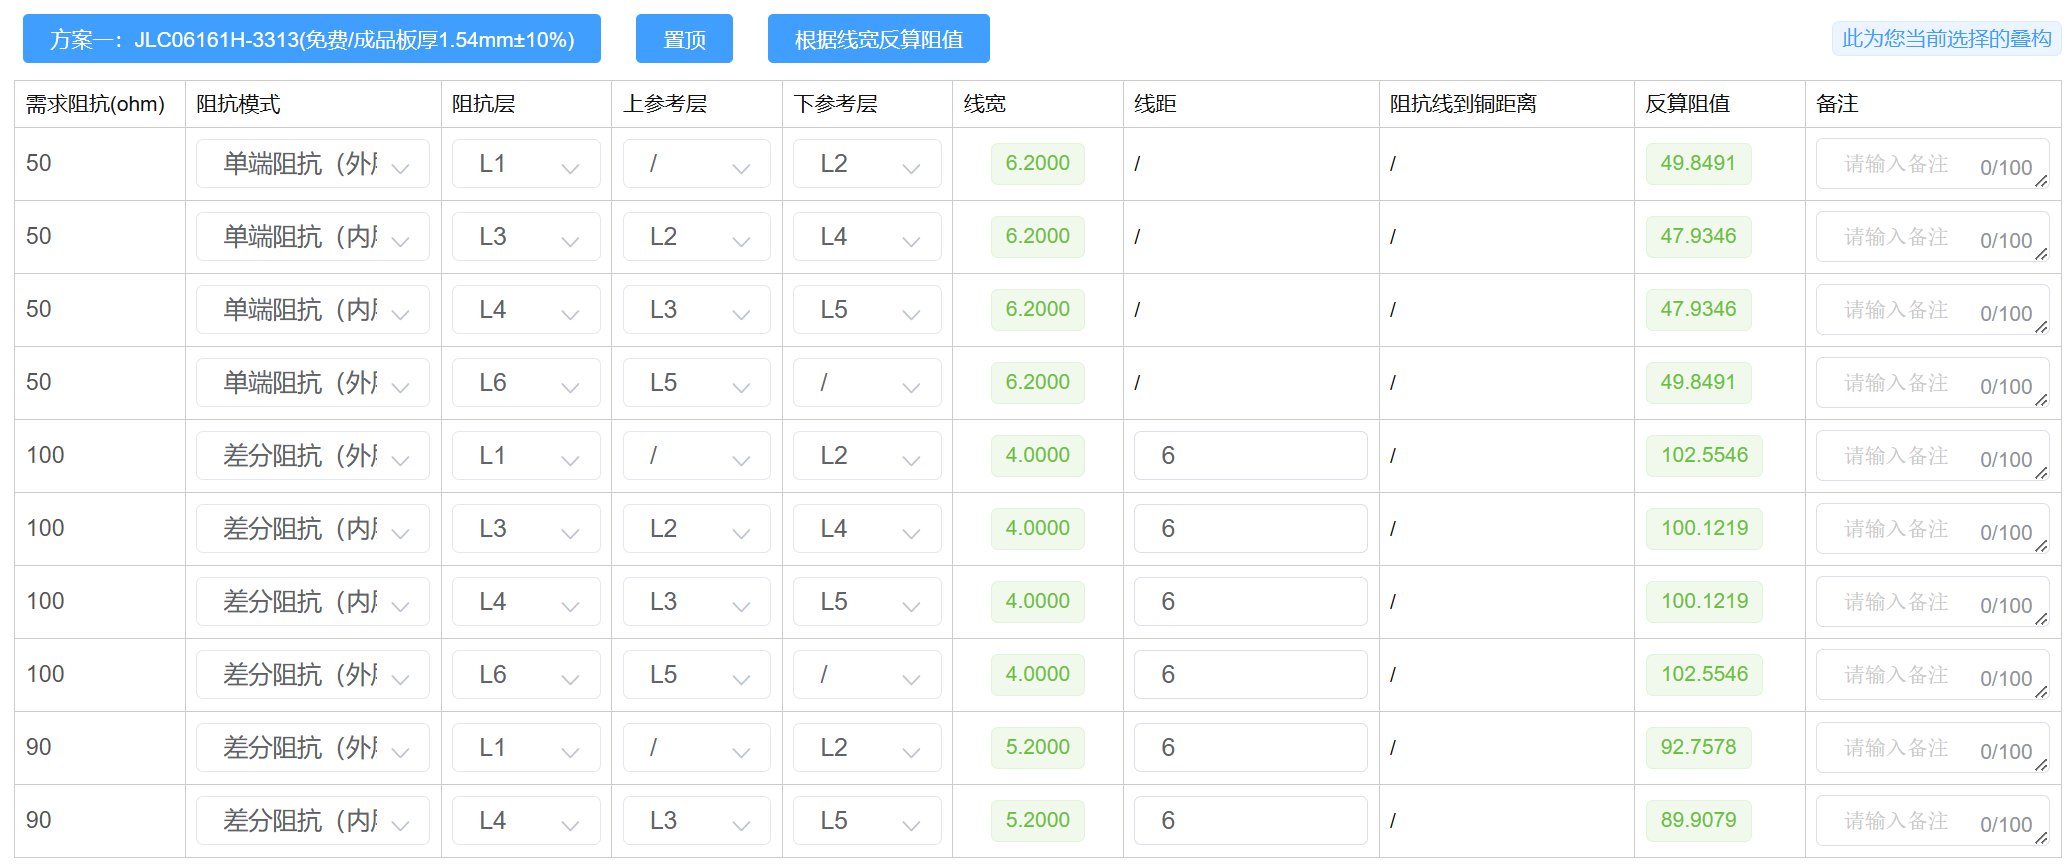 方案一：JLC06161H-3313(免费/成品板厚1.54mm±10%) 置顶 根据线宽反算阻值 此为您当前选择的叠构
需求阻抗(ohm) 阻抗模式 阻抗层 上参考层 下参考层 线宽 线距 阻抗线到铜距离 反算阻值 备注
50 单端阻抗（外 L1 / L2 6.2000 / / 49.8491 请输入备注 0/100
50 单端阻抗（内 L3 L2 L4 6.2000 / / 47.9346 请输入备注 0/100
50 单端阻抗（内 L4 L3 L5 6.2000 / / 47.9346 请输入备注 0/100
50 单端阻抗（外 L6 L5 / 6.2000 / / 49.8491 请输入备注 0/100
100 差分阻抗（外 L1 / L2 4.0000 6 / 102.5546 请输入备注 0/100
100 差分阻抗（内 L3 L2 L4 4.0000 6 / 100.1219 请输入备注 0/100
100 差分阻抗（内 L4 L3 L5 4.0000 6 / 100.1219 请输入备注 0/100
100 差分阻抗（外 L6 L5 / 4.0000 6 / 102.5546 请输入备注 0/100
90 差分阻抗（外 L1 / L2 5.2000 6 / 92.7578 请输入备注 0/100
90 差分阻抗（内 L4 L3 L5 5.2000 6 / 89.9079 请输入备注 0/100